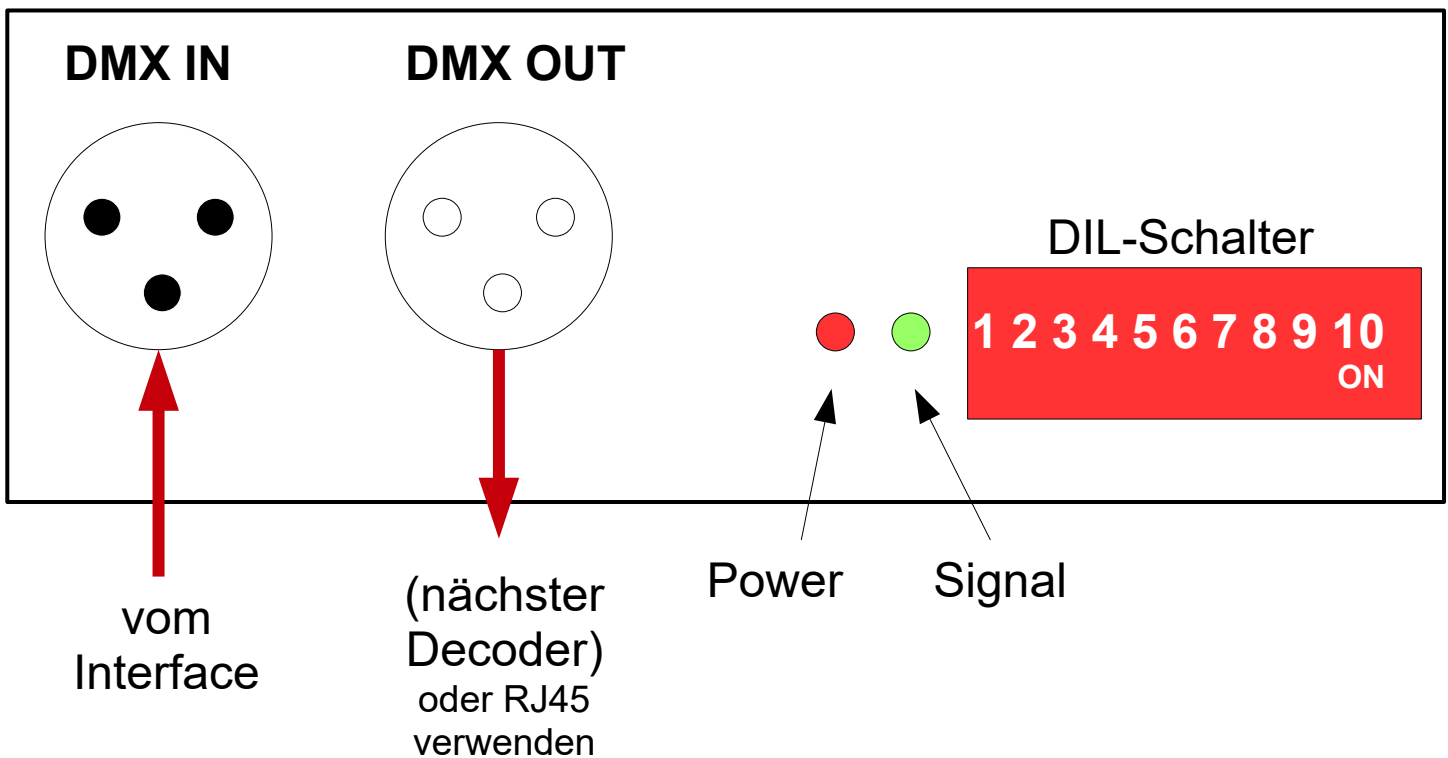 DMX IN
DMX OUT
DIL-Schalter
1 2 3 4 5 6 7 8 9 10
ON
vom
Interface
(nächster
Decoder)
oder RJ45
verwenden
Power
Signal